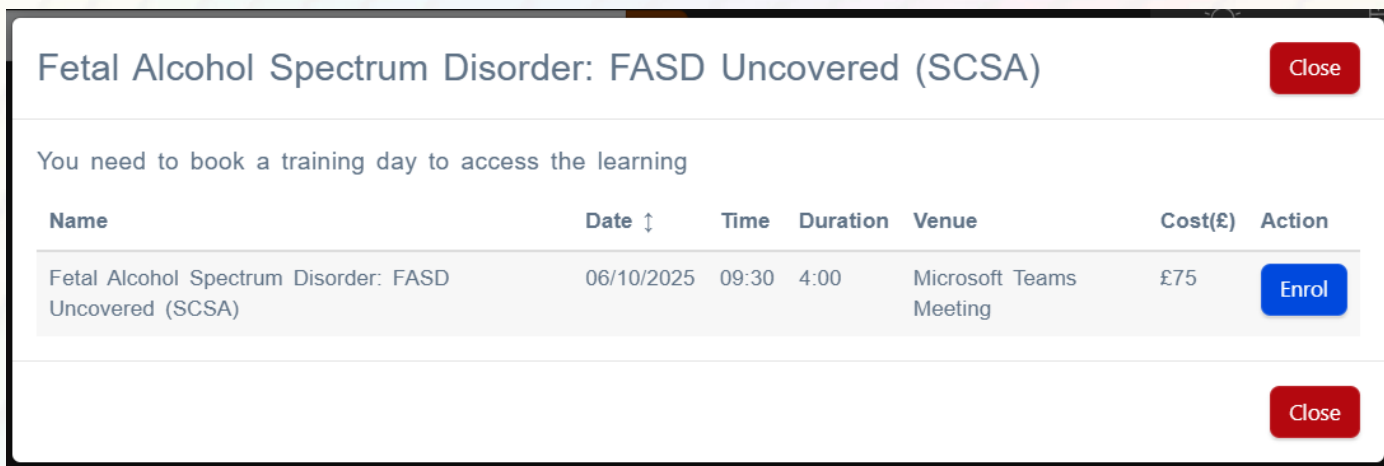 Fetal Alcohol Spectrum Disorder: FASD Uncovered (SCSA)
Close
You need to book a training day to access the learning
Name Date ↕ Time Duration Venue Cost(£) Action
Fetal Alcohol Spectrum Disorder: FASD 06/10/2025 09:30 4:00 Microsoft Teams £75 Enrol
Uncovered (SCSA) Meeting
Close